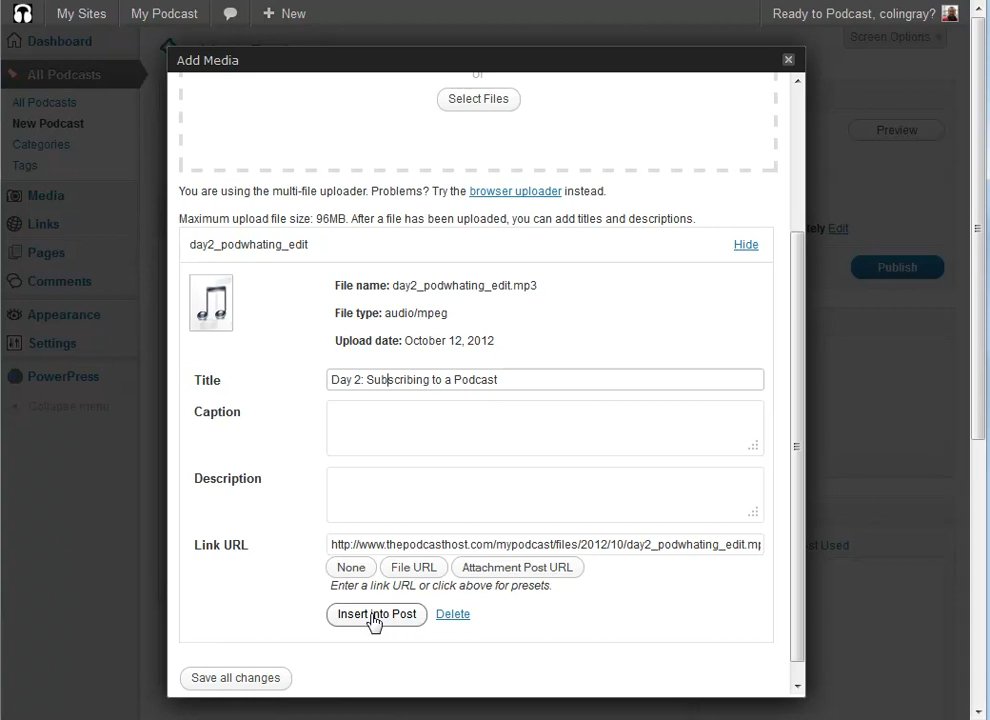 My Sites
My Podcast
New
Ready to Podcast, colingray?
Dashboard
Screen Options
All Podcasts
All Podcasts
New Podcast
Categories
Tags
Media
Links
Pages
Comments
Appearance
Settings
PowerPress
Collapse menu
Add Media
or
Select Files
You are using the multi-file uploader. Problems? Try the browser uploader instead.
Maximum upload file size: 96MB. After a file has been uploaded, you can add titles and descriptions.
day2_podwhating_edit
Hide
File name: day2_podwhating_edit.mp3
File type: audio/mpeg
Upload date: October 12, 2012
Title
Day 2: Subscribing to a Podcast
Caption
Description
Link URL
http://www.thepodcasthost.com/mypodcast/files/2012/10/day2_podwhating_edit.mp
None
File URL
Attachment Post URL
Enter a link URL or click above for presets.
Insert into Post
Delete
Save all changes
Preview
tely Edit
Publish
st Used